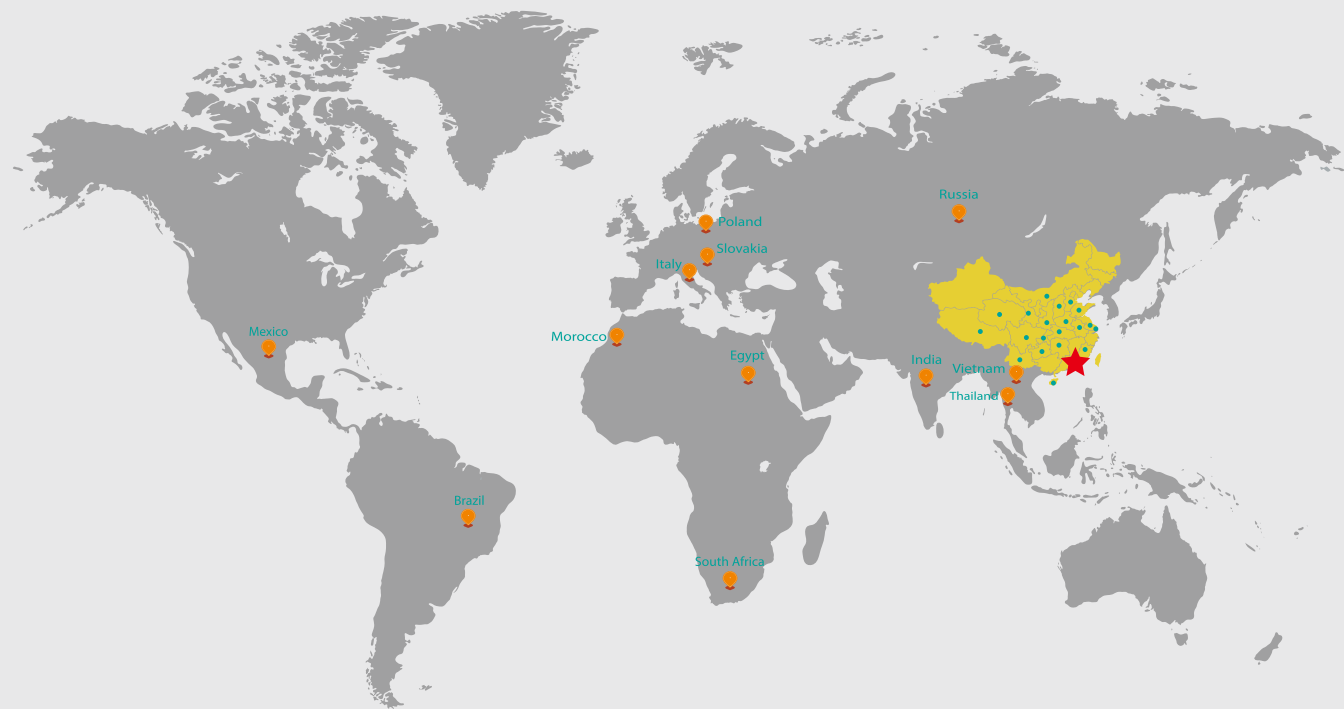 Russia
Poland
Slovakia
Italy
Mexico
Morocco
Egypt
India
Vietnam
Thailand
Brazil
South Africa